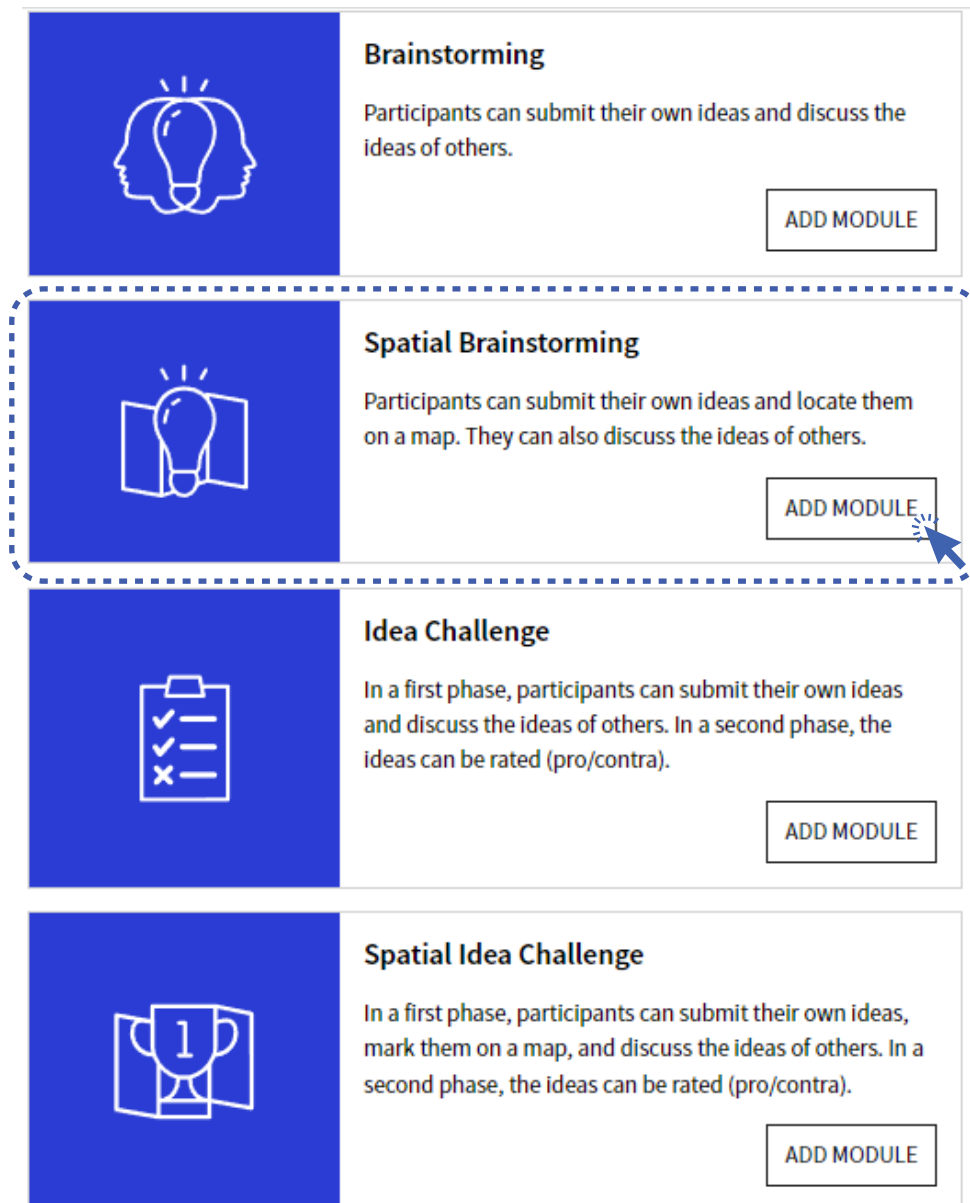 Brainstorming
Participants can submit their own ideas and discuss the
ideas of others.
ADD MODULE
Spatial Brainstorming
Participants can submit their own ideas and locate them
on a map. They can also discuss the ideas of others.
ADD MODULE
Idea Challenge
In a first phase, participants can submit their own ideas
and discuss the ideas of others. In a second phase, the
ideas can be rated (pro/contra).
ADD MODULE
1
Spatial Idea Challenge
In a first phase, participants can submit their own ideas,
mark them on a map, and discuss the ideas of others. In a
second phase, the ideas can be rated (pro/contra).
ADD MODULE